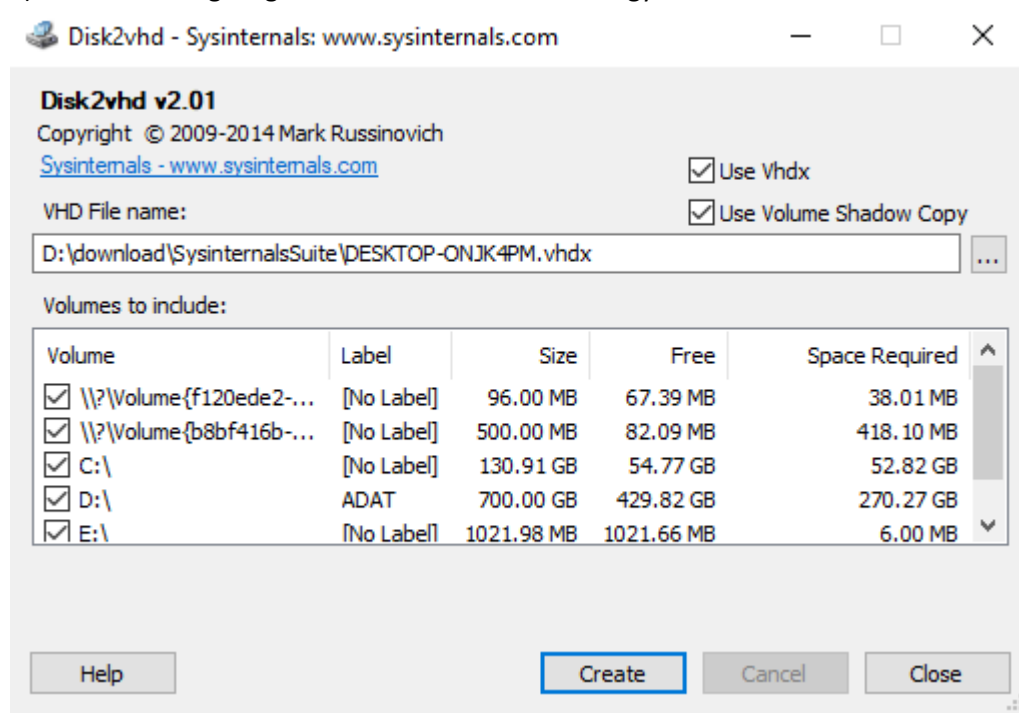 Disk2vhd - Sysinternals: www.sysinternals.com
Disk2vhd v2.01
Copyright © 2009-2014 Mark Russinovich
Sysinternals - www.sysinternals.com
Use Vhdx
VHD File name:
Use Volume Shadow Copy
D:\download\SysinternalsSuite\DESKTOP-ONJK4PM.vhdx
...
Volumes to include:
Volume Label Size Free Space Required
\\?\Volume{f120ede2-... [No Label] 96.00 MB 67.39 MB 38.01 MB
\\?\Volume{b8bf416b-... [No Label] 500.00 MB 82.09 MB 418.10 MB
C:\ [No Label] 130.91 GB 54.77 GB 52.82 GB
D:\ ADAT 700.00 GB 429.82 GB 270.27 GB
E:\ [No Label] 1021.98 MB 1021.66 MB 6.00 MB
Help Create Cancel Close